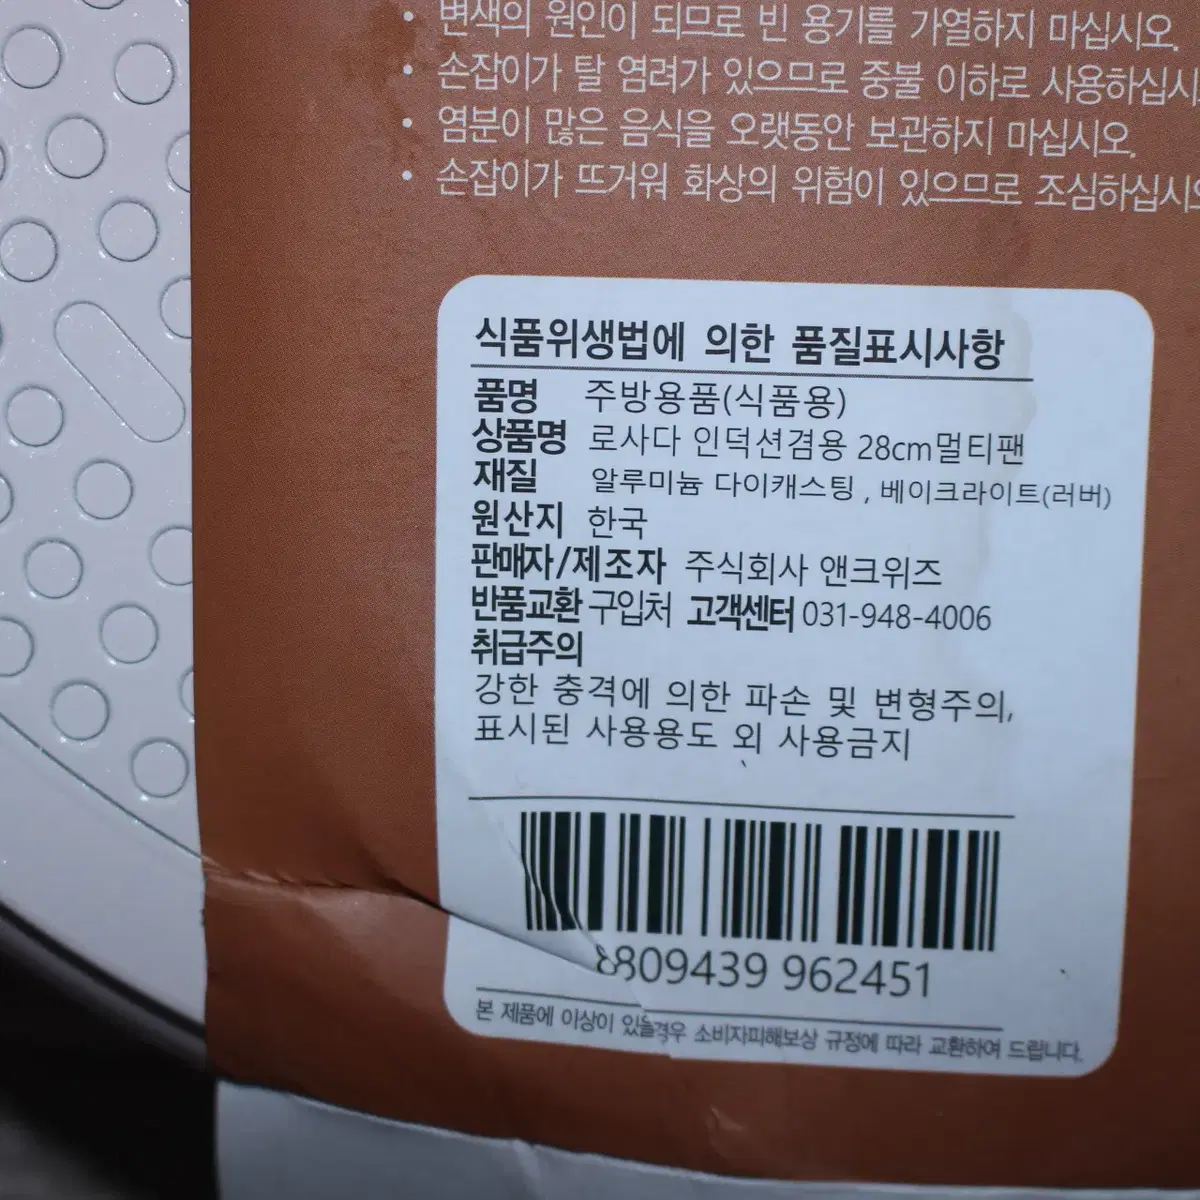 • 변색의 원인이 되므로 빈 용기를 가열하지 마십시오.
• 손잡이가 탈 염려가 있으므로 중불 이하로 사용하십시
• 염분이 많은 음식을 오랫동안 보관하지 마십시오.
• 손잡이가 뜨거워 화상의 위험이 있으므로 조심하십시오
식품위생법에 의한 품질표시사항
품명 주방용품(식품용)
상품명 로사다 인덕션겸용 28cm멀티팬
재질 알루미늄 다이캐스팅 , 베이크라이트(러버)
원산지 한국
판매자/제조자 주식회사 앤크위즈
반품교환 구입처 고객센터 031-948-4006
취급주의
강한 충격에 의한 파손 및 변형주의,
표시된 사용용도 외 사용금지
8809439 962451
본 제품에 이상이 있을경우 소비자피해보상 규정에 따라 교환하여 드립니다.